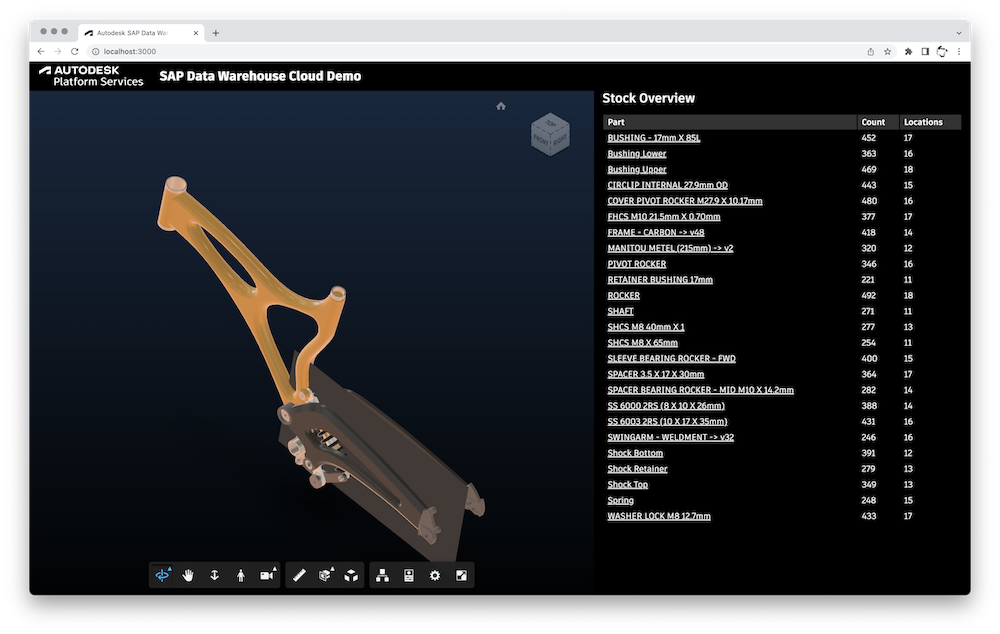 Autodesk SAP Data Wa
localhost:3000
AUTODESK
Platform Services
SAP Data Warehouse Cloud Demo
TOP
FRONT RIGHT
Stock Overview
Part Count Locations
BUSHING - 17mm X 85L 452 17
Bushing Lower 363 16
Bushing Upper 469 18
CIRCLIP INTERNAL 27.9mm OD 443 15
COVER PIVOT ROCKER M27.9 X 10.17mm 480 16
FHCS M10 21.5mm X 0.70mm 377 17
FRAME - CARBON -> v48 418 14
MANITOU METEL (215mm) -> v2 320 12
PIVOT ROCKER 346 16
RETAINER BUSHING 17mm 221 11
ROCKER 492 18
SHAFT 271 11
SHCS M8 40mm X 1 277 13
SHCS M8 X 65mm 254 11
SLEEVE BEARING ROCKER - FWD 400 15
SPACER 3.5 X 17 X 30mm 364 17
SPACER BEARING ROCKER - MID M10 X 14.2mm 282 14
SS 6000 2RS (8 X 10 X 26mm) 388 14
SS 6003 2RS (10 X 17 X 35mm) 431 16
SWINGARM - WELDMENT -> v32 246 16
Shock Bottom 391 12
Shock Retainer 279 13
Shock Top 349 13
Spring 248 15
WASHER LOCK M8 12.7mm 433 17